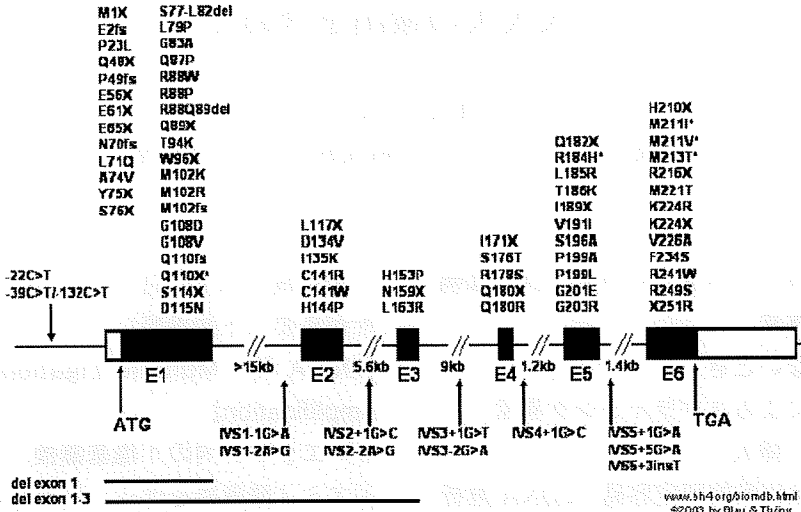 M1X
E2fs
P23L
Q48X
P49fs
E56X
E61X
E65X
N70fs
L71Q
A74V
Y75X
S76X
S77-L82del
L79P
G83A
Q87P
R88W
R88P
R88Q89del
Q89X
T94K
W96X
M102K
M102R
M102fs
G108D
G108V
Q110fs
Q110X*
S114X
D115N
L117X
D134V
I135K
C141R
C141W
H144P
H153P
N159X
L163R
I171X
S176T
R178S
Q180X
Q180R
Q182X
R184H*
L185R
T186K
I189X
V191I
S196A
P199A
P199L
G201E
G203R
H210X
M211I*
M211V*
M213T*
R216X
M221T
K224R
K224X
V226A
F234S
R241W
R249S
X251R
-22C>T
-39C>T/-132C>T
E1 >15kb E2 5.6kb E3 9kb E4 1.2kb E5 1.4kb E6
ATG
TGA
IVS1-1G>A
IVS1-2A>G
IVS2+1G>C
IVS2-2A>G
IVS3+1G>T
IVS3-2G>A
IVS4+1G>C
IVS5+1G>A
IVS5+5G>A
IVS5+3insT
del exon 1
del exon 1-3
www.bh4.org/biomdb.html
©2003 by Blau & Thöny